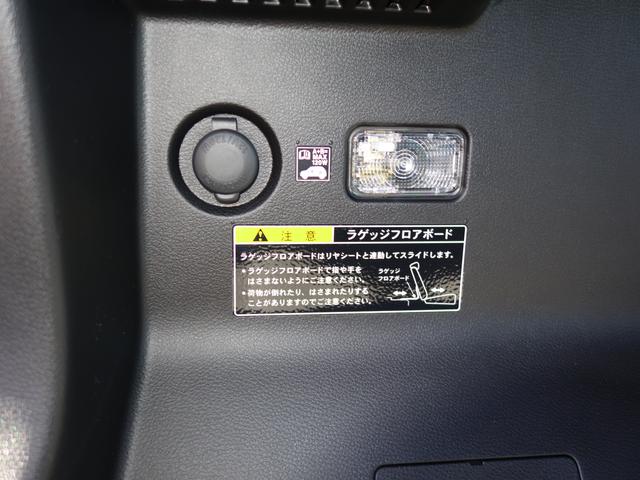 A+B=
MAX
120W
注意 ラゲッジフロアボード
ラゲッジフロアボードはリヤシートと連動してスライドします。
*ラゲッジフロアボードで指や手を
はさまないようにご注意ください。
*荷物が倒れたり、はさまれたりする
ことがありますのでご注意ください。
ラゲッジ
フロアボード